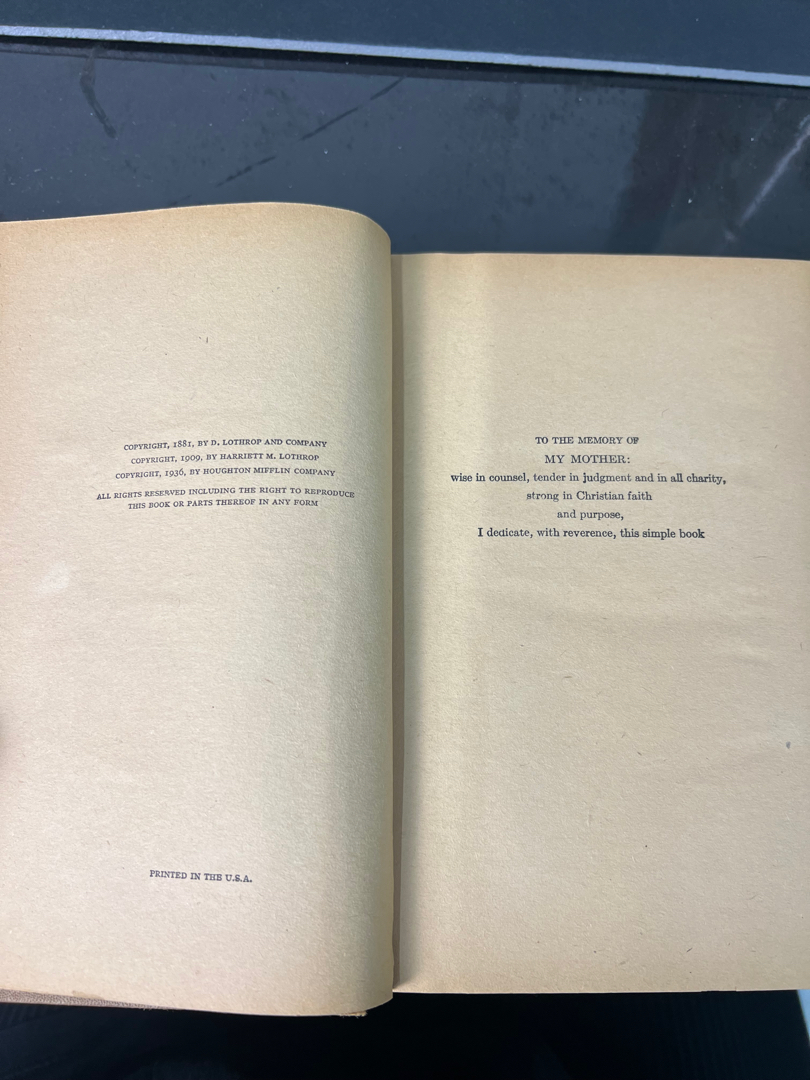 COPYRIGHT, 1881, BY D. LOTHROP AND COMPANY
COPYRIGHT, 1909, BY HARRIETT M. LOTHROP
COPYRIGHT, 1936, BY HOUGHTON MIFFLIN COMPANY
ALL RIGHTS RESERVED INCLUDING THE RIGHT TO REPRODUCE
THIS BOOK OR PARTS THEREOF IN ANY FORM
PRINTED IN THE U.S.A.
TO THE MEMORY OF
MY MOTHER:
wise in counsel, tender in judgment and in all charity,
strong in Christian faith
and purpose,
I dedicate, with reverence, this simple book